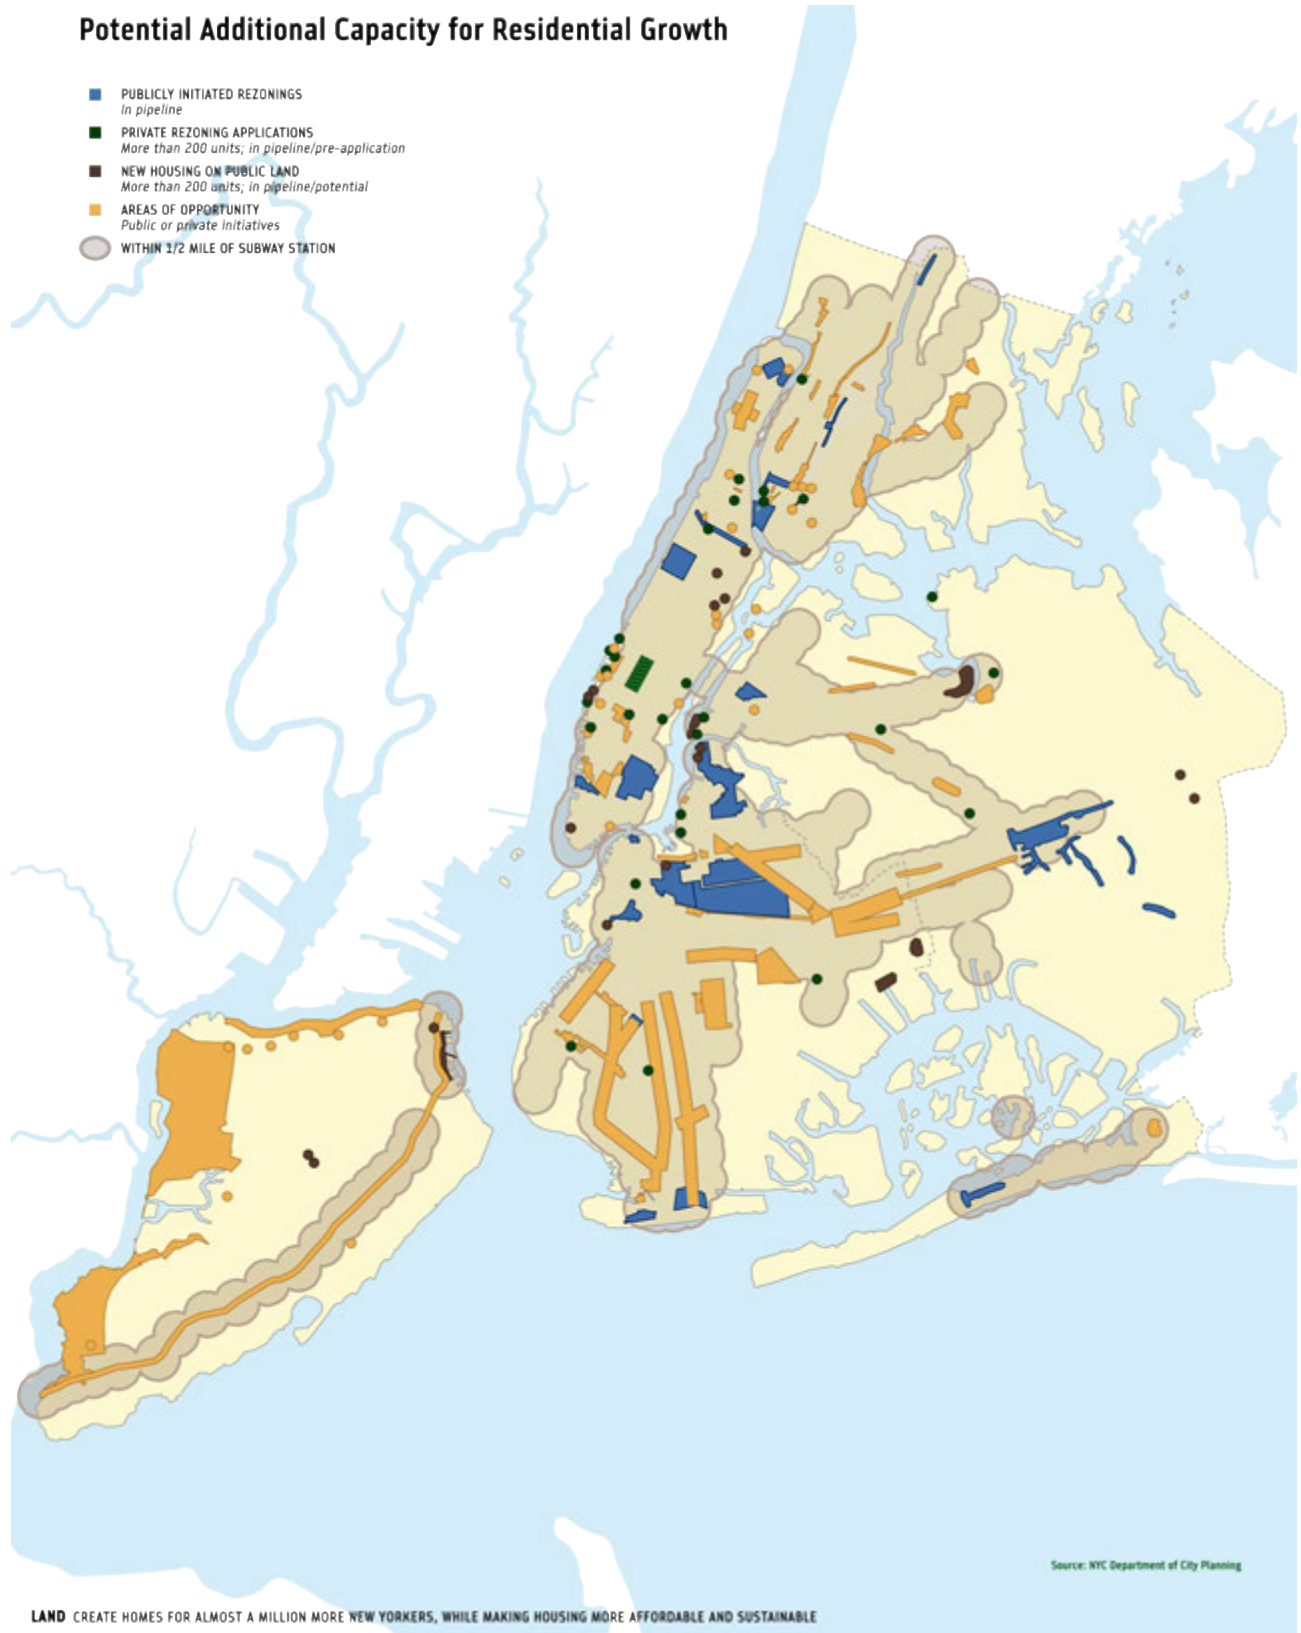 Potential Additional Capacity for Residential Growth
PUBLICLY INITIATED REZONINGS
In pipeline
PRIVATE REZONING APPLICATIONS
More than 200 units; in pipeline/pre-application
NEW HOUSING ON PUBLIC LAND
More than 200 units; in pipeline/potential
AREAS OF OPPORTUNITY
Public or private initiatives
WITHIN 1/2 MILE OF SUBWAY STATION
Source: NYC Department of City Planning
LAND CREATE HOMES FOR ALMOST A MILLION MORE NEW YORKERS, WHILE MAKING HOUSING MORE AFFORDABLE AND SUSTAINABLE